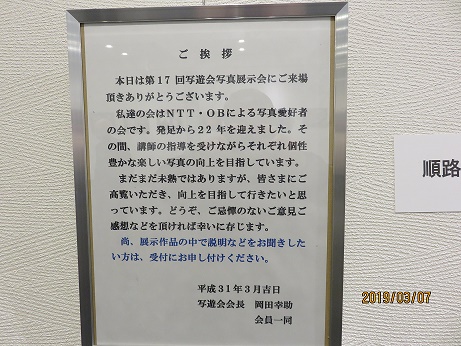 ご挨拶
本日は第17回写遊会写真展示会にご来場
頂きありがとうございます。
私達の会はNTT・OBによる写真愛好者
の会です。発足から22年を迎えました。そ
の間、講師の指導を受けながらそれぞれ個性
豊かな楽しい写真の向上を目指しています。
まだまだ未熟ではありますが、皆さまにご
高覧いただき、向上を目指して行きたいと思
っています。どうぞ、ご忌憚のないご意見ご
感想などを頂ければ幸いに存じます。
尚、展示作品の中で説明などをお聞きした
い方は、受付にお申し付けください。
平成31年3月吉日
写遊会会長 岡田幸助
会員一同
順路
2019/03/07